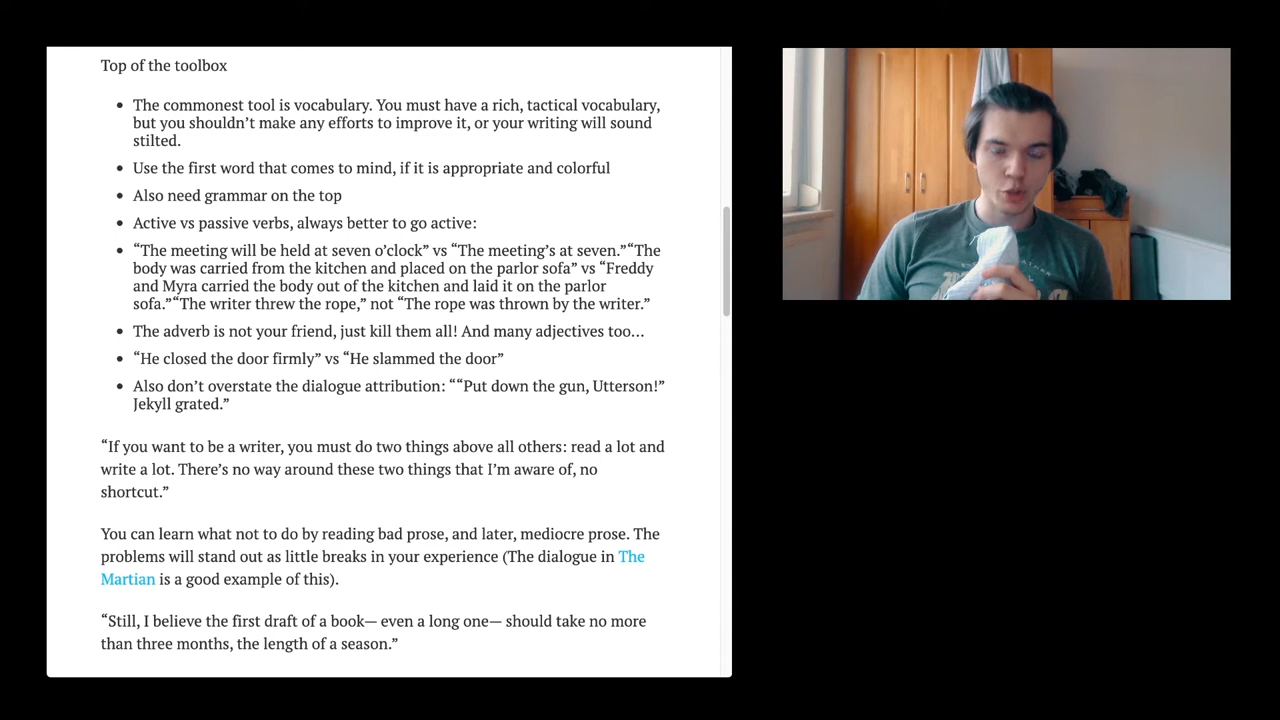 Top of the toolbox
• The commonest tool is vocabulary. You must have a rich, tactical vocabulary,
but you shouldn’t make any efforts to improve it, or your writing will sound
stilted.
• Use the first word that comes to mind, if it is appropriate and colorful
• Also need grammar on the top
• Active vs passive verbs, always better to go active:
• “The meeting will be held at seven o’clock” vs “The meeting’s at seven.”“The
body was carried from the kitchen and placed on the parlor sofa” vs “Freddy
and Myra carried the body out of the kitchen and laid it on the parlor
sofa.”“The writer threw the rope,” not “The rope was thrown by the writer.”
• The adverb is not your friend, just kill them all! And many adjectives too…
• “He closed the door firmly” vs “He slammed the door”
• Also don’t overstate the dialogue attribution: ““Put down the gun, Utterson!”
Jekyll grated.”
“If you want to be a writer, you must do two things above all others: read a lot and
write a lot. There’s no way around these two things that I’m aware of, no
shortcut.”
You can learn what not to do by reading bad prose, and later, mediocre prose. The
problems will stand out as little breaks in your experience (The dialogue in The
Martian is a good example of this).
“Still, I believe the first draft of a book— even a long one— should take no more
than three months, the length of a season.”